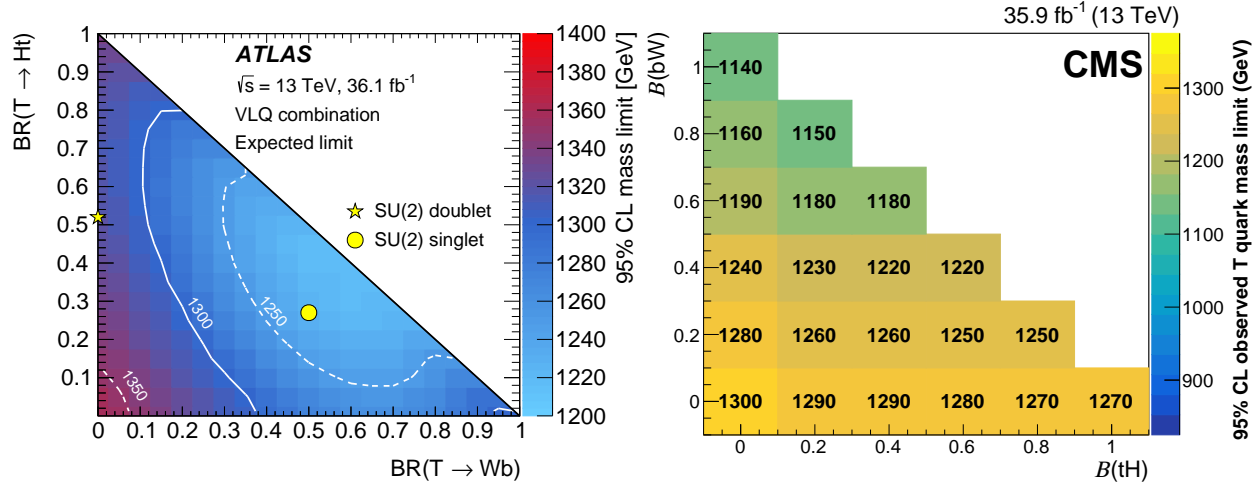 ATLAS
√s = 13 TeV, 36.1 fb⁻¹
VLQ combination
Expected limit
SU(2) doublet
SU(2) singlet
1300
1250
1350
BR(T → Ht)
1
0.9
0.8
0.7
0.6
0.5
0.4
0.3
0.2
0.1
0 0.1 0.2 0.3 0.4 0.5 0.6 0.7 0.8 0.9 1
BR(T → Wb)
1400
1380
1360
1340
1320
1300
1280
1260
1240
1220
1200
95% CL mass limit [GeV]
35.9 fb⁻¹ (13 TeV)
CMS
B(bW)
1 1140
0.8 1160 1150
0.6 1190 1180 1180
0.4 1240 1230 1220 1220
0.2 1280 1260 1260 1250 1250
0 1300 1290 1290 1280 1270 1270
0 0.2 0.4 0.6 0.8 1
B(tH)
1300
1200
1100
1000
900
95% CL observed T quark mass limit (GeV)